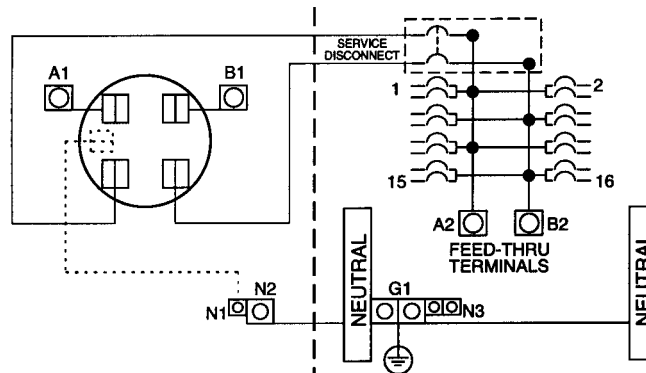 SERVICE
DISCONNECT
A1
B1
1
2
15
16
A2
B2
FEED-THRU
TERMINALS
NEUTRAL
G1
N2
N1
N3
NEUTRAL